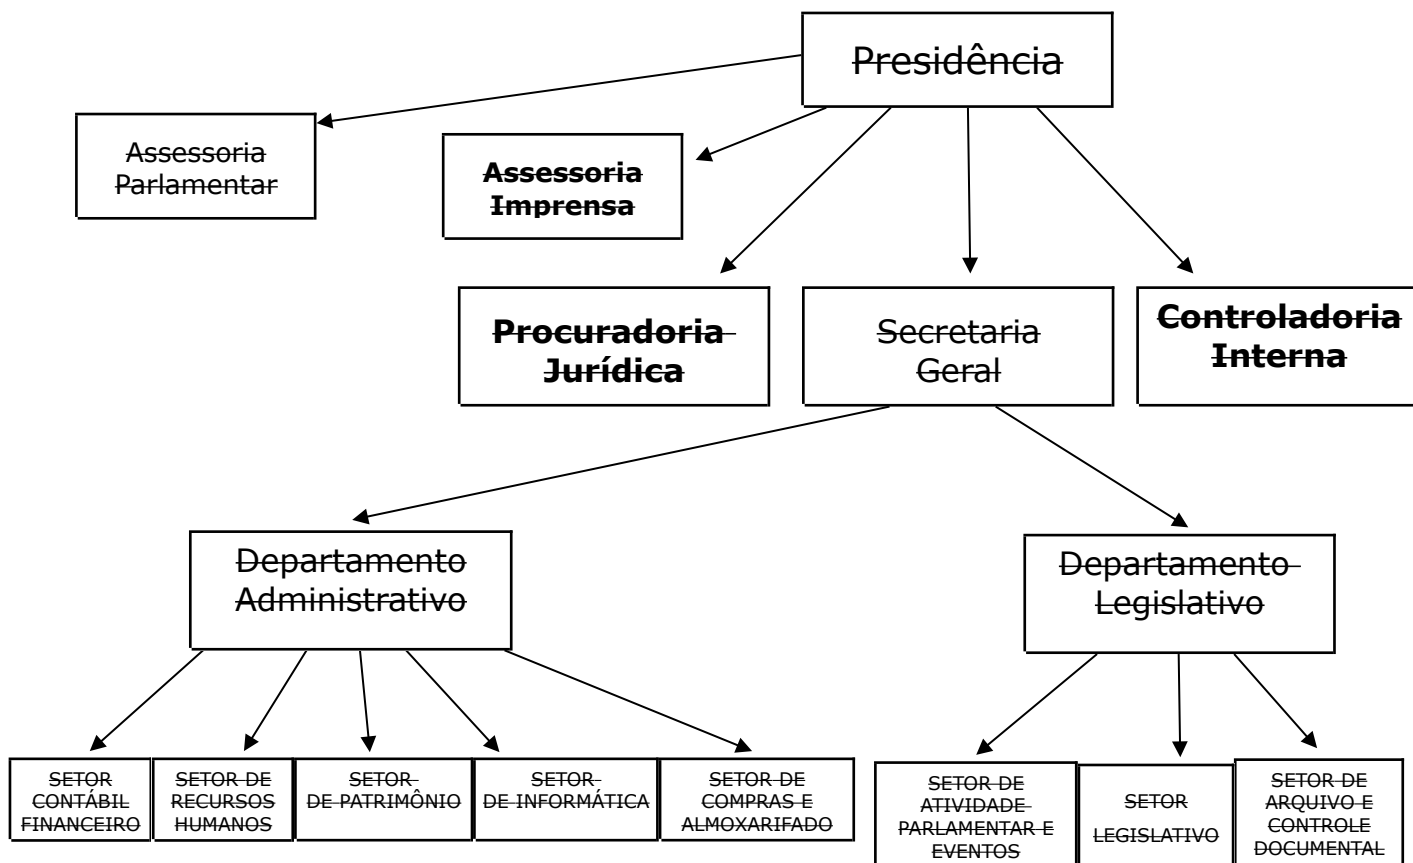 Presidência
Assessoria
Parlamentar
Assessoria
Imprensa
Procuradoria
Jurídica
Secretaria
Geral
Controladoria
Interna
Departamento
Administrativo
Departamento
Legislativo
SETOR
CONTÁBIL
FINANCEIRO
SETOR DE
RECURSOS
HUMANOS
SETOR
DE PATRIMÔNIO
SETOR
DE INFORMÁTICA
SETOR DE
COMPRAS E
ALMOXARIFADO
SETOR DE
ATIVIDADE
PARLAMENTAR E
EVENTOS
SETOR
LEGISLATIVO
SETOR DE
ARQUIVO E
CONTROLE
DOCUMENTAL